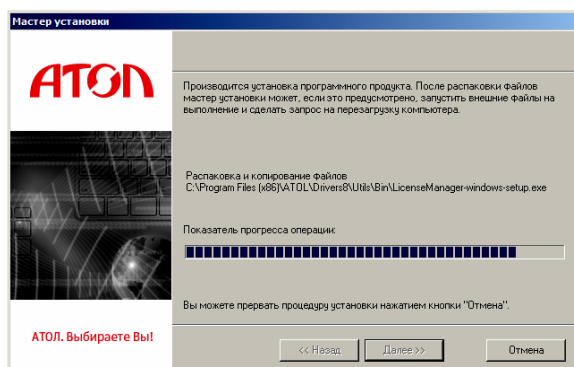 Мастер установки
АТОЛ
Производится установка программного продукта. После распаковки файлов
мастер установки может, если это предусмотрено, запустить внешние файлы на
выполнение и сделать запрос на перезагрузку компьютера.
Распаковка и копирование файлов
C:\Program Files (x86)\ATOL\Drivers8\Utils\Bin\LicenseManager-windows-setup.exe
Показатель прогресса операции:
Вы можете прервать процедуру установки нажатием кнопки "Отмена".
АТОЛ. Выбираете Вы!
<< Назад
Далее >>
Отмена